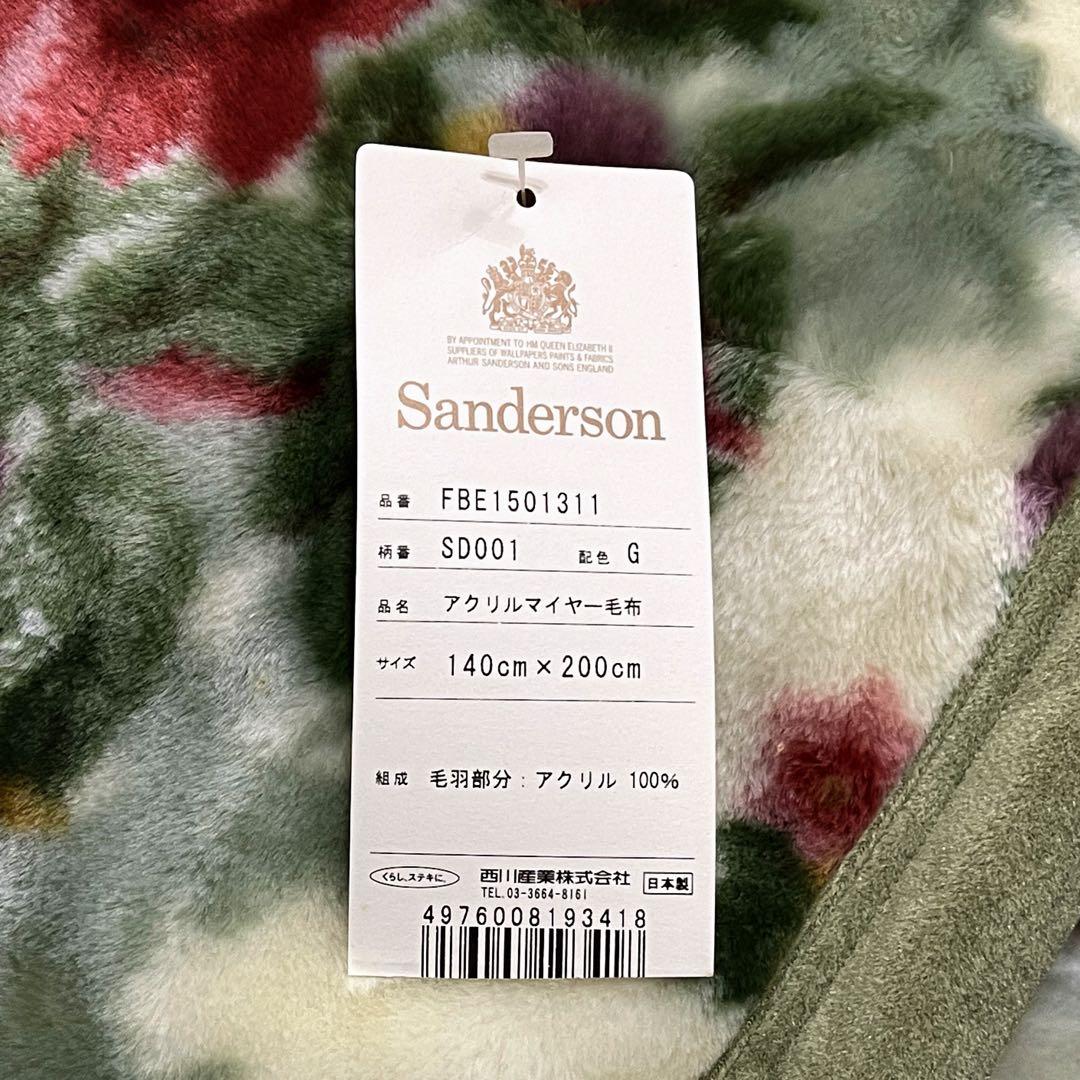 BY APPOINTMENT TO HM QUEEN ELIZABETH II
SUPPLIERS OF WALLPAPERS PAINTS & FABRICS
ARTHUR SANDERSON AND SONS ENGLAND
Sanderson
品番 FBE1501311
柄番 SD001 配色 G
品名 アクリルマイヤー毛布
サイズ 140cm×200cm
組成 毛羽部分:アクリル 100%
くらし、ステキに。 西川産業株式会社 日本製
TEL.03-3664-8161
4976008193418